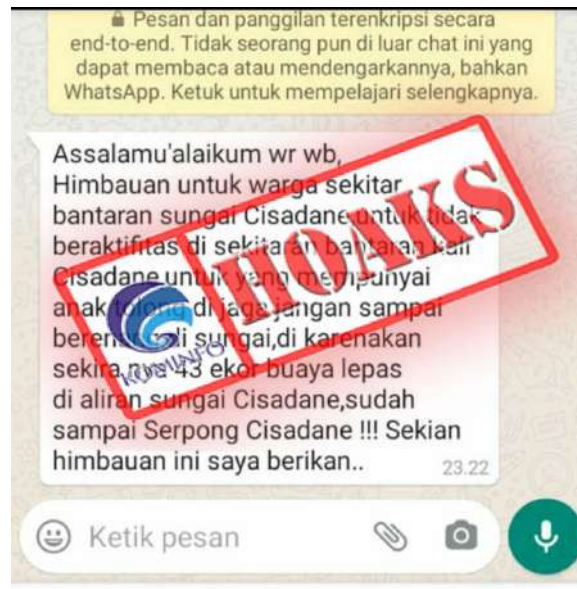 Pesan dan panggilan terenkripsi secara
end-to-end. Tidak seorang pun di luar chat ini yang
dapat membaca atau mendengarkannya, bahkan
WhatsApp. Ketuk untuk mempelajari selengkapnya.
Assalamu'alaikum wr wb,
Himbauan untuk warga sekitar
bantaran sungai Cisadane untuk tidak
beraktifitas di sekitaran bantaran kali
Cisadane untuk yang mempunyai
anak tolong di jaga jangan sampai
di sungai,di karenakan
sekira nya 43 ekor buaya lepas
di aliran sungai Cisadane,sudah
sampai Serpong Cisadane !!! Sekian
himbauan ini saya berikan..
23.22
HOAKS
KOMINFO
Ketik pesan